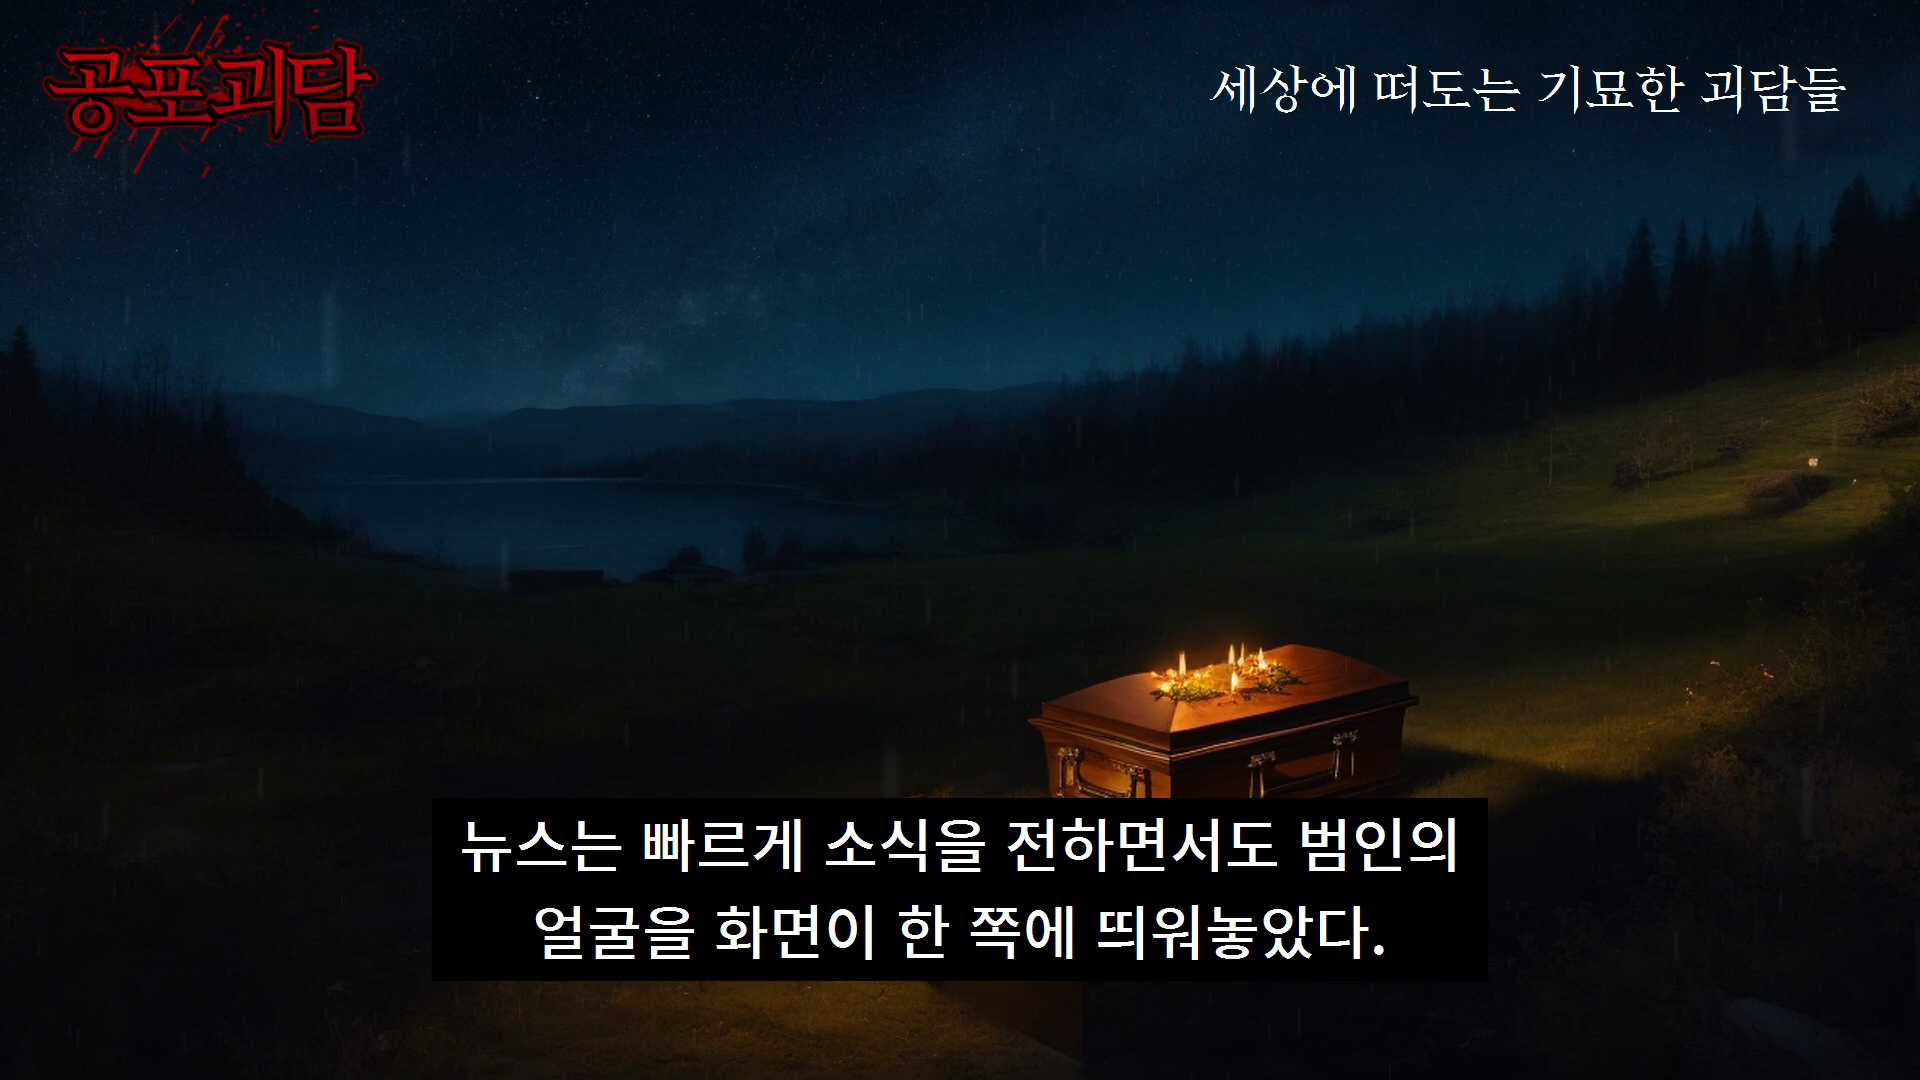 공포괴담
세상에 떠도는 기묘한 괴담들
뉴스는 빠르게 소식을 전하면서도 범인의
얼굴을 화면이 한 쪽에 띄워놓았다.